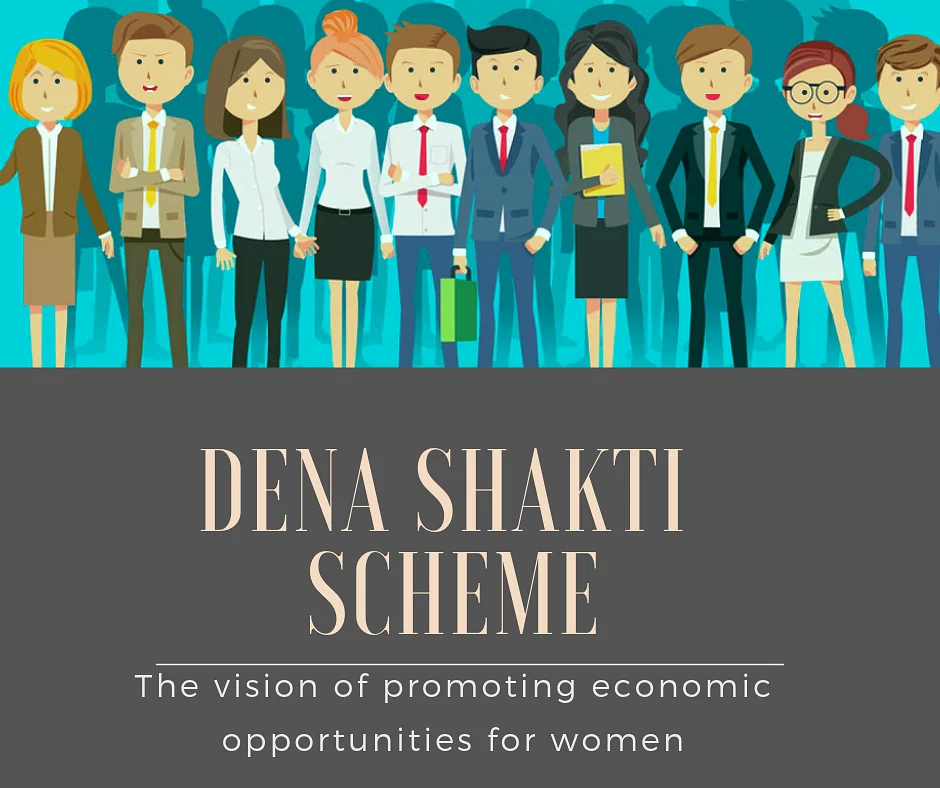 DENA SHAKTI
SCHEME
The vision of promoting economic
opportunities for women